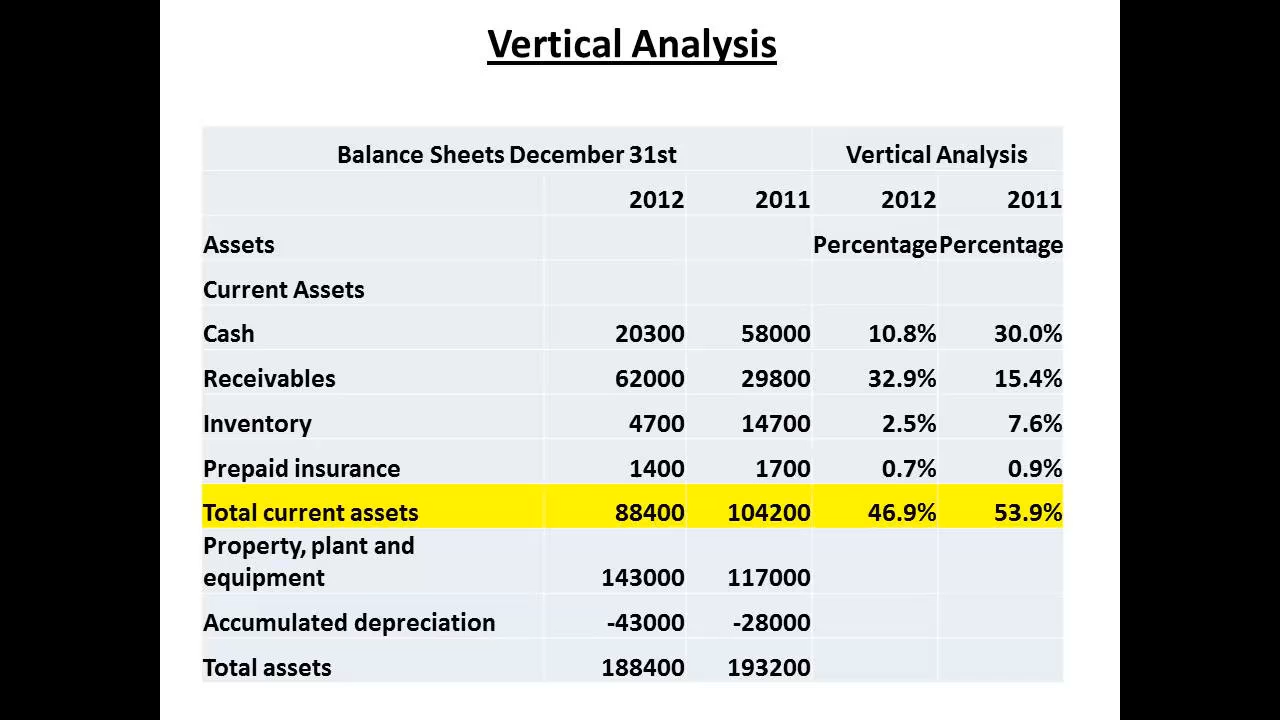 Vertical Analysis
Balance Sheets December 31st Vertical Analysis
2012 2011 2012 2011
Assets Percentage Percentage
Current Assets
Cash 20300 58000 10.8% 30.0%
Receivables 62000 29800 32.9% 15.4%
Inventory 4700 14700 2.5% 7.6%
Prepaid insurance 1400 1700 0.7% 0.9%
Total current assets 88400 104200 46.9% 53.9%
Property, plant and
equipment 143000 117000
Accumulated depreciation -43000 -28000
Total assets 188400 193200